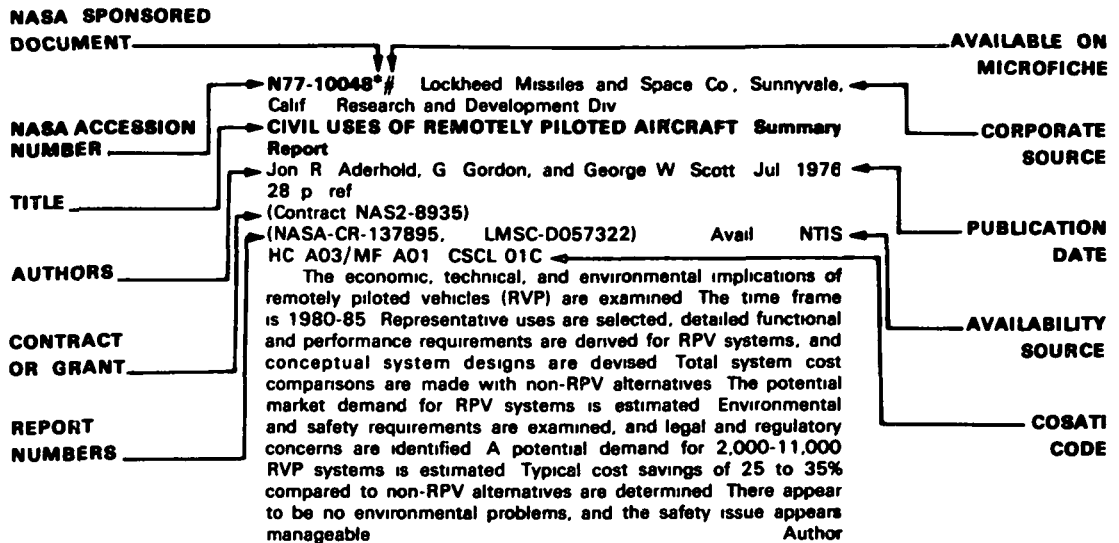 NASA SPONSORED
DOCUMENT
AVAILABLE ON
MICROFICHE
N77-10048*# Lockheed Missiles and Space Co, Sunnyvale,
Calif Research and Development Div
NASA ACCESSION
NUMBER
CIVIL USES OF REMOTELY PILOTED AIRCRAFT Summary
Report
CORPORATE
SOURCE
Jon R Aderhold, G Gordon, and George W Scott Jul 1976
28 p ref
TITLE
(Contract NAS2-8935)
(NASA-CR-137895, LMSC-D057322) Avail NTIS
HC A03/MF A01 CSCL 01C
PUBLICATION
DATE
AUTHORS
The economic, technical, and environmental implications of
remotely piloted vehicles (RVP) are examined The time frame
is 1980-85 Representative uses are selected, detailed functional
and performance requirements are derived for RPV systems, and
conceptual system designs are devised Total system cost
comparisons are made with non-RPV alternatives The potential
market demand for RPV systems is estimated Environmental
and safety requirements are examined, and legal and regulatory
concerns are identified A potential demand for 2,000-11,000
RVP systems is estimated Typical cost savings of 25 to 35%
compared to non-RPV alternatives are determined There appear
to be no environmental problems, and the safety issue appears
manageable Author
CONTRACT
OR GRANT
AVAILABILITY
SOURCE
REPORT
NUMBERS
COSATI
CODE